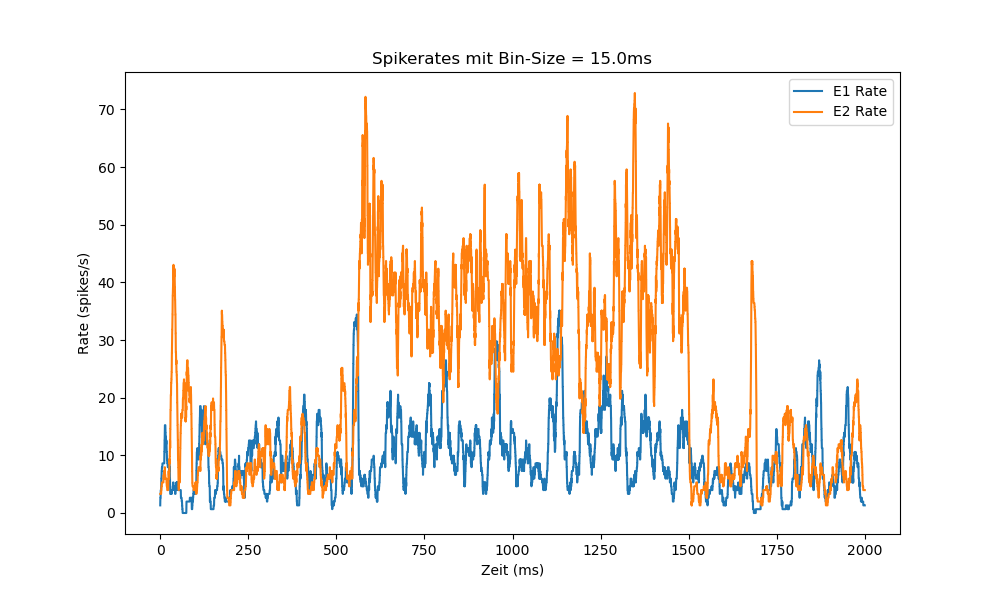 Spikerates mit Bin-Size = 15.0ms
E1 Rate
E2 Rate
Rate (spikes/s)
70
60
50
40
30
20
10
0
0 250 500 750 1000 1250 1500 1750 2000
Zeit (ms)